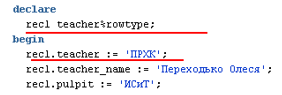 declare
recl teacher%rowtype;
begin
recl.teacher := 'ПРХК';
recl.teacher_name := 'Переходько Олеся';
recl.pulpit := 'ИСиТ';